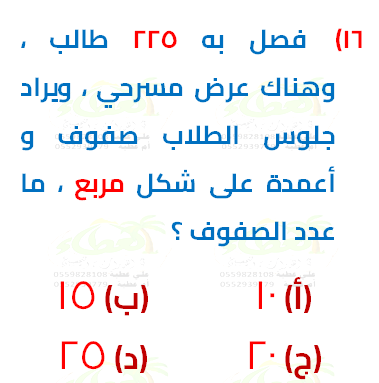 ١٦) فصل به ٢٢٥ طالب ،
وهناك عرض مسرحي ، ويراد
جلوس الطلاب صفوف و
أعمدة على شكل مربع ، ما
عدد الصفوف ؟
(أ) ١٠ (ب) ١٥
(ج) ٢٠ (د) ٢٥